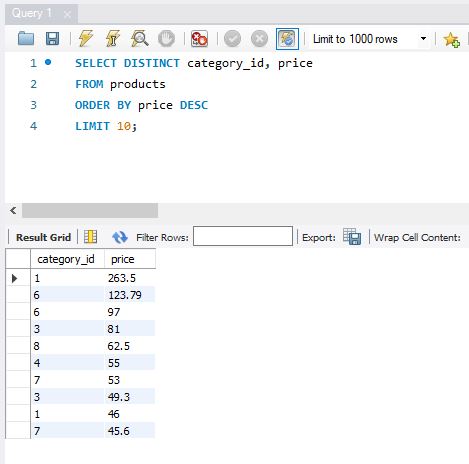 Query 1
Limit to 1000 rows
1 SELECT DISTINCT category_id, price
2 FROM products
3 ORDER BY price DESC
4 LIMIT 10;
Result Grid Filter Rows: Export: Wrap Cell Content:
category_id price
1 263.5
6 123.79
6 97
3 81
8 62.5
4 55
7 53
3 49.3
1 46
7 45.6